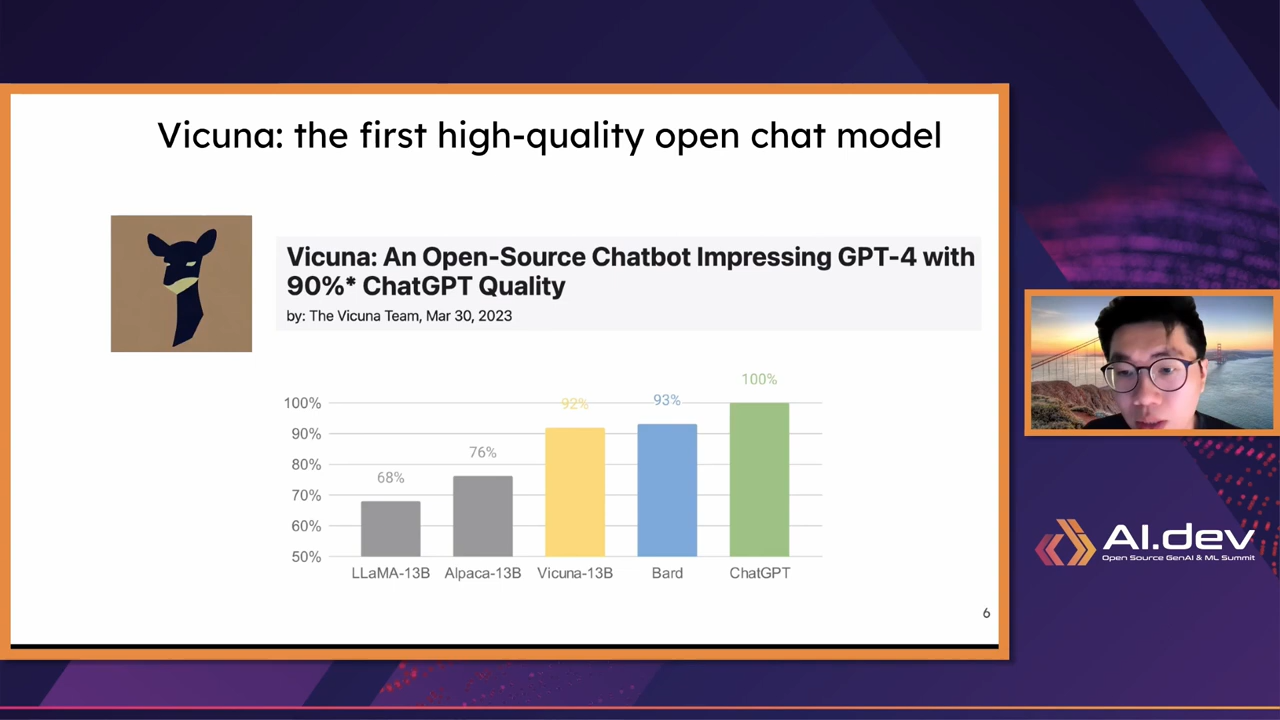 Vicuna: the first high-quality open chat model
Vicuna: An Open-Source Chatbot Impressing GPT-4 with
90%* ChatGPT Quality
by: The Vicuna Team, Mar 30, 2023
100%
90%
80%
70%
60%
50%
68%
76%
92%
93%
100%
LLaMA-13B
Alpaca-13B
Vicuna-13B
Bard
ChatGPT
6
AI.dev
Open Source GenAI & ML Summit